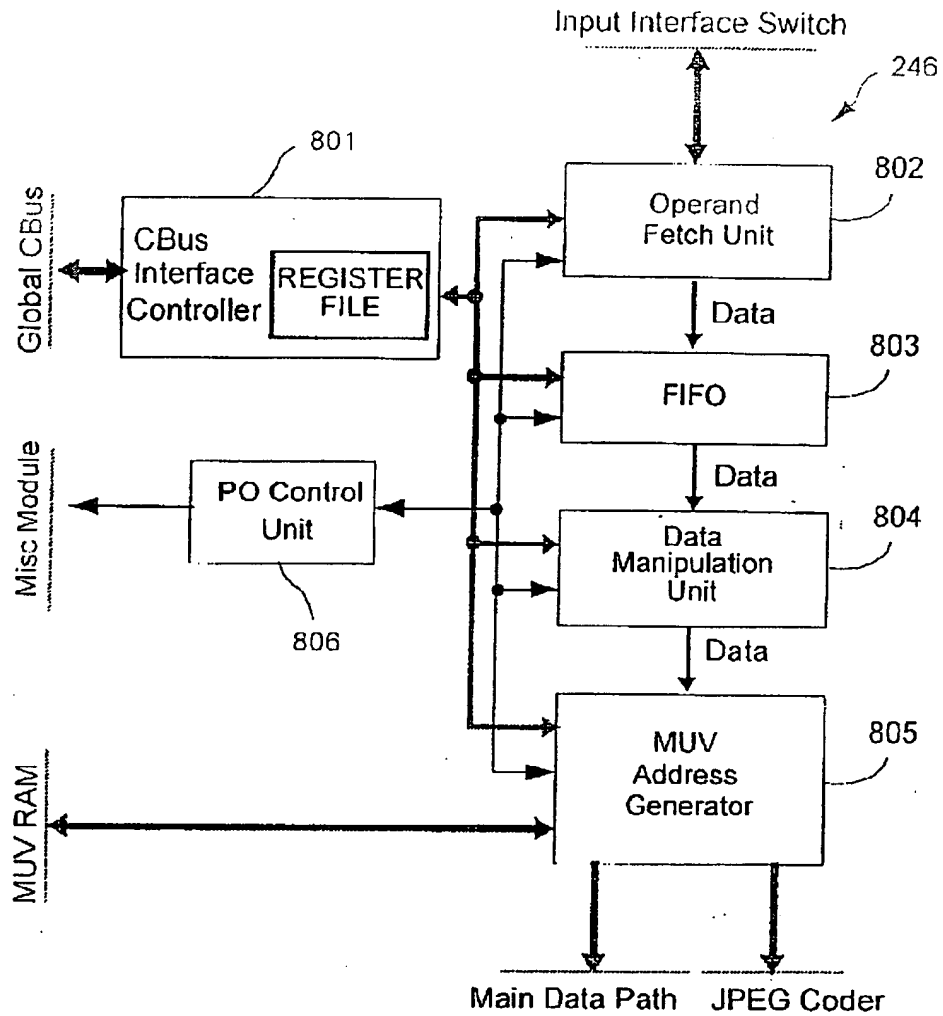 Input Interface Switch
246
801
802
Global CBus
CBus
Interface
Controller
REGISTER
FILE
Operand
Fetch Unit
Data
803
FIFO
Data
Misc Module
PO Control
Unit
806
804
Data
Manipulation
Unit
Data
805
MUV
Address
Generator
MUV RAM
Main Data Path
JPEG Coder